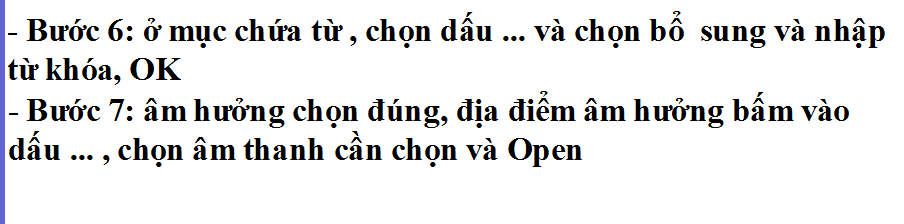 - Bước 6: ở mục chứa từ , chọn dấu ... và chọn bổ sung và nhập
từ khóa, OK
- Bước 7: âm hưởng chọn đúng, địa điểm âm hưởng bấm vào
dấu ... , chọn âm thanh cần chọn và Open